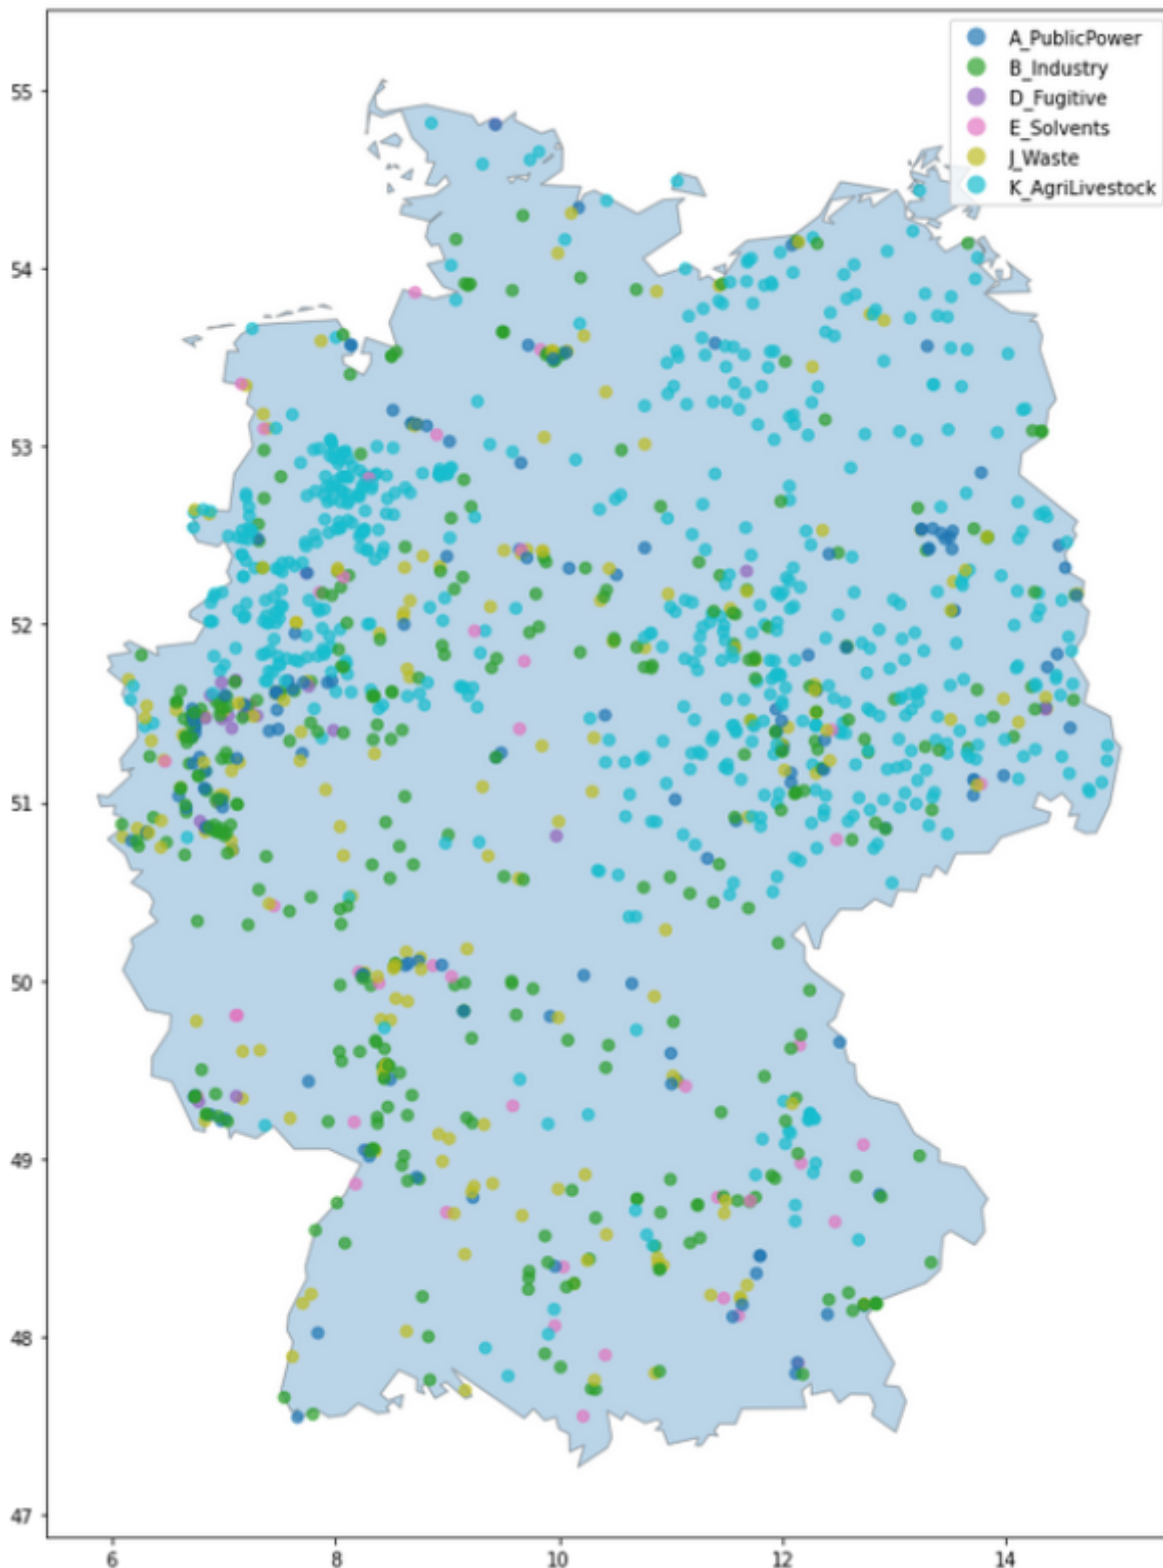 A_PublicPower
B_Industry
D_Fugitive
E_Solvents
J_Waste
K_AgriLivestock
55
54
53
52
51
50
49
48
47
6 8 10 12 14